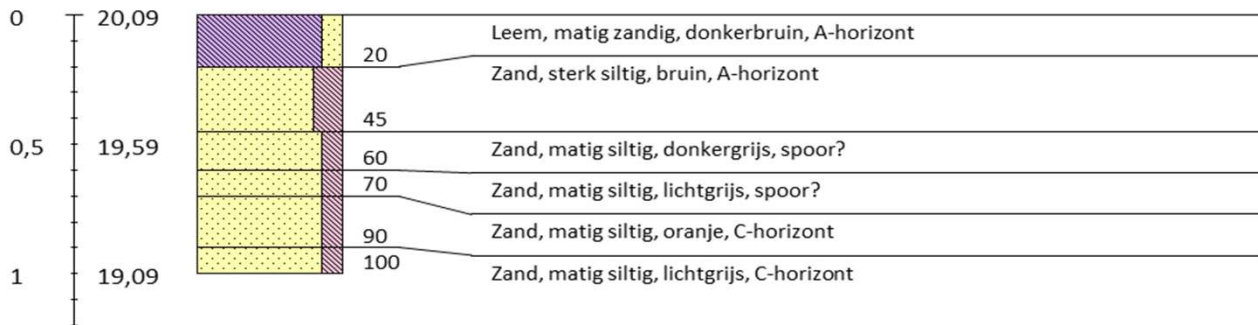 0 20,09
Leem, matig zandig, donkerbruin, A-horizont
20
Zand, sterk siltig, bruin, A-horizont
45
0,5 19,59 Zand, matig siltig, donkergrijs, spoor?
60
70 Zand, matig siltig, lichtgrijs, spoor?
90 Zand, matig siltig, oranje, C-horizont
100
1 19,09 Zand, matig siltig, lichtgrijs, C-horizont